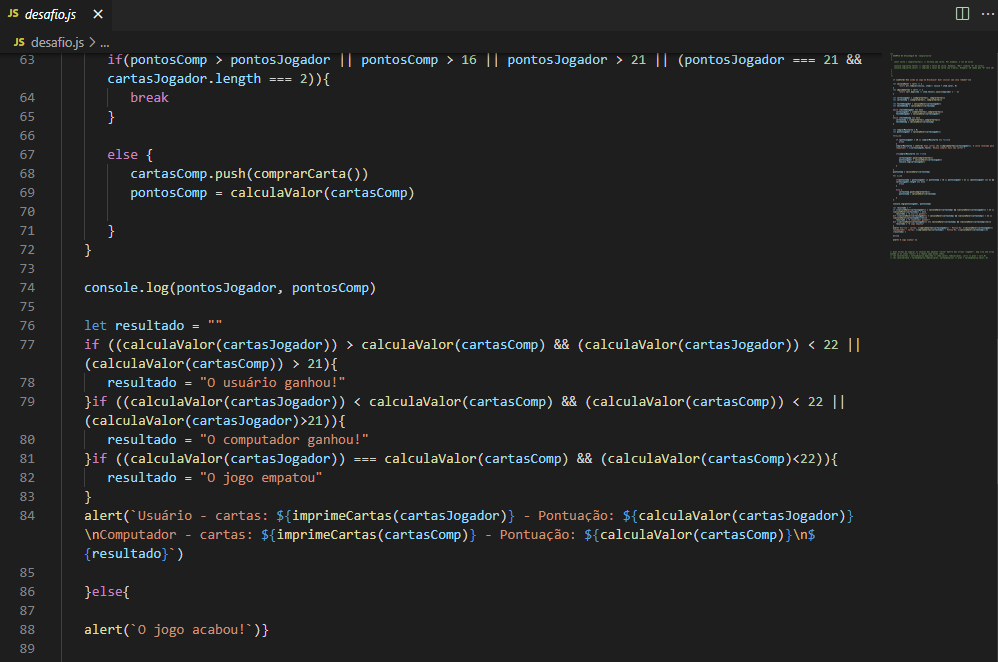 JS desafio.js ×
JS desafio.js > ...
63 if(pontosComp > pontosJogador || pontosComp > 16 || pontosJogador > 21 || (pontosJogador === 21 &&
cartasJogador.length === 2)){
64 break
65 }
66
67 else {
68 cartasComp.push(comprarCarta())
69 pontosComp = calculaValor(cartasComp)
70
71 }
72 }
73
74 console.log(pontosJogador, pontosComp)
75
76 let resultado = ""
77 if ((calculaValor(cartasJogador)) > calculaValor(cartasComp) && (calculaValor(cartasJogador)) < 22 ||
(calculaValor(cartasComp)) > 21){
78 resultado = "O usuário ganhou!"
79 }if ((calculaValor(cartasJogador)) < calculaValor(cartasComp) && (calculaValor(cartasComp)) < 22 ||
(calculaValor(cartasJogador)>21)){
80 resultado = "O computador ganhou!"
81 }if ((calculaValor(cartasJogador)) === calculaValor(cartasComp) && (calculaValor(cartasComp)<22)){
82 resultado = "O jogo empatou"
83 }
84 alert(`Usuário - cartas: ${imprimeCartas(cartasJogador)} - Pontuação: ${calculaValor(cartasJogador)}
\nComputador - cartas: ${imprimeCartas(cartasComp)} - Pontuação: ${calculaValor(cartasComp)}\n$
{resultado}`)
85
86 }else{
87
88 alert(`O jogo acabou!`)}
89